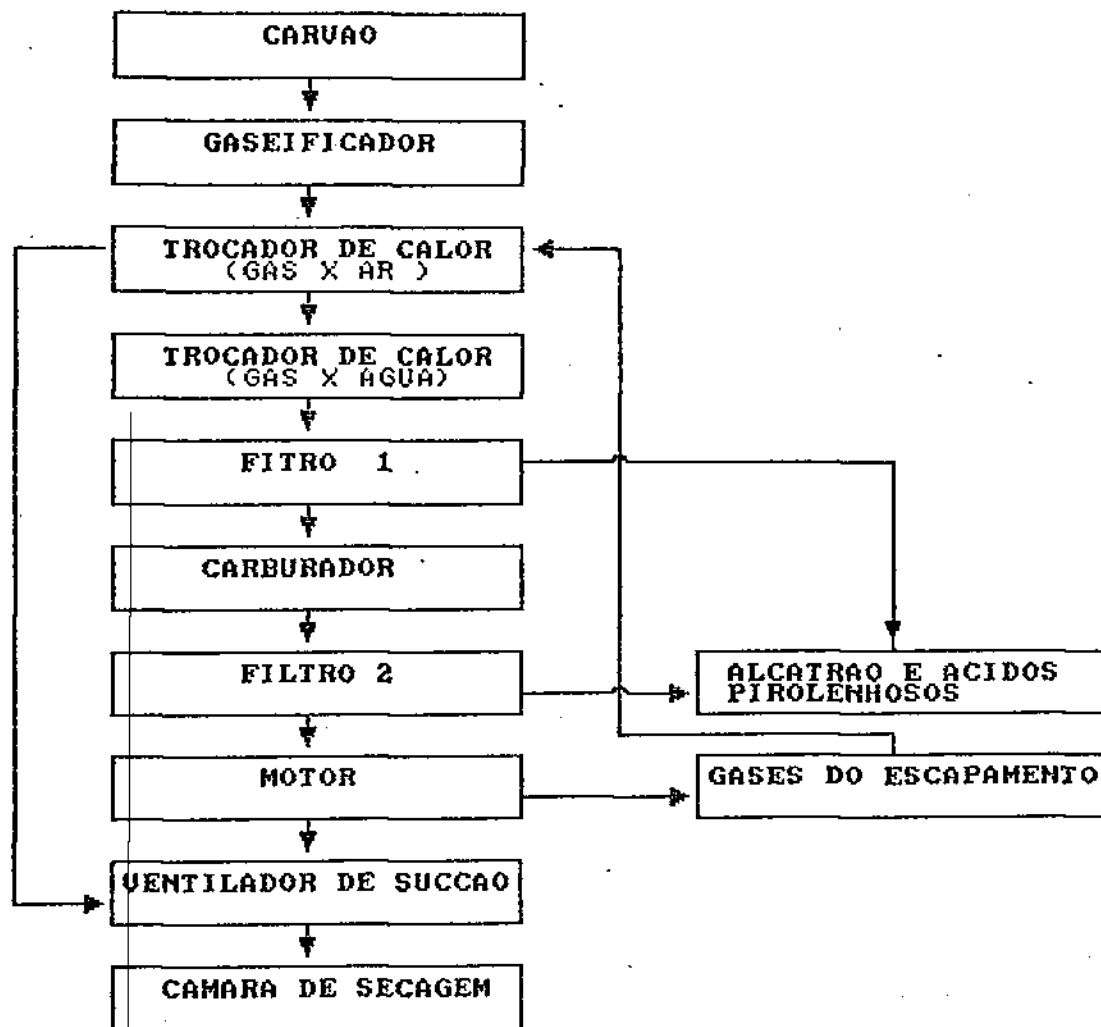 CARVAO
GASEIFICADOR
TROCADOR DE CALOR
(GAS X AR )
TROCADOR DE CALOR
(GAS X AGUA)
FITRO 1
CARBURADOR
FILTRO 2
ALCATRAO E ACIDOS
PIROLENHOSOS
MOTOR
GASES DO ESCAPAMENTO
VENTILADOR DE SUCCAO
CAMARA DE SECAGEM